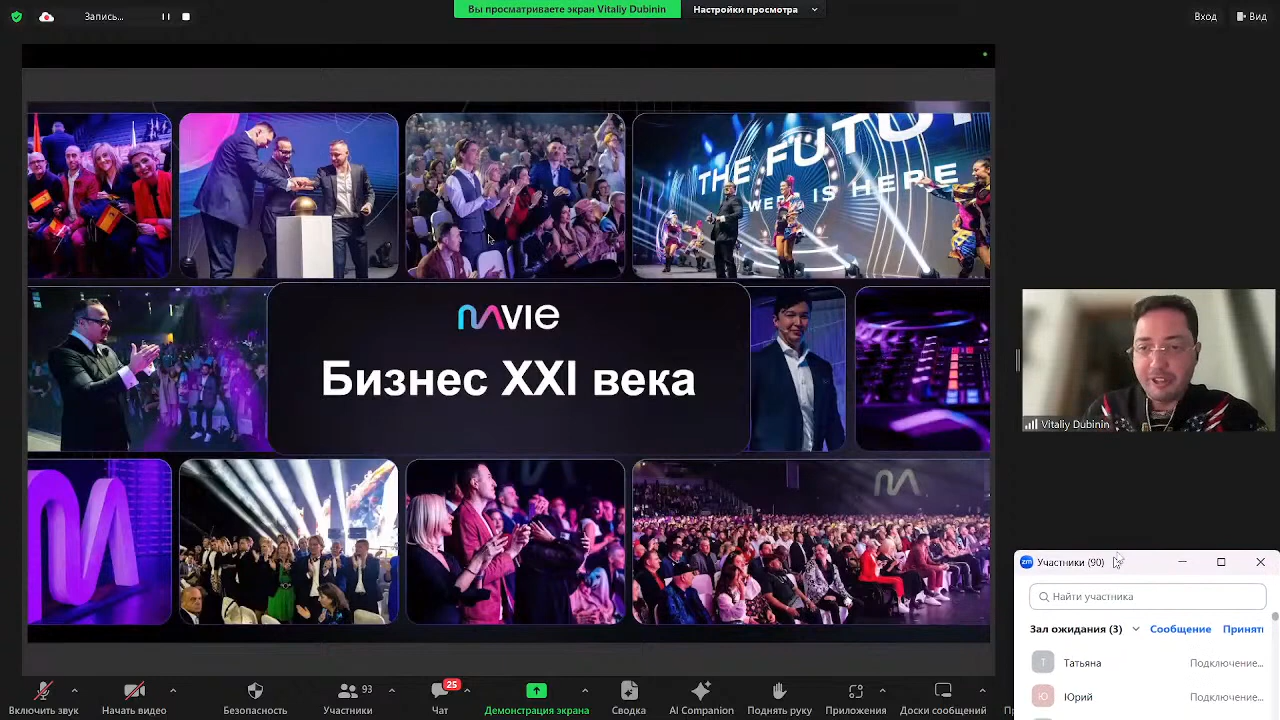 Запись...
Вы просматриваете экран Vitaliy Dubinin
Настройки просмотра
Вход
Вид
THE FUTU
WEB3 IS HERE
mvie
Бизнес XXI века
Vitaliy Dubinin
zm
Участники (90)
Найти участника
Зал ожидания (3)
Сообщение
Принять
Т
Татьяна
Подключение...
Ю
Юрий
Подключение...
Включить звук
Начать видео
Безопасность
93
Участники
25
Чат
Демонстрация экрана
Сводка
AI Companion
Поднять руку
Приложения
Доски сообщений